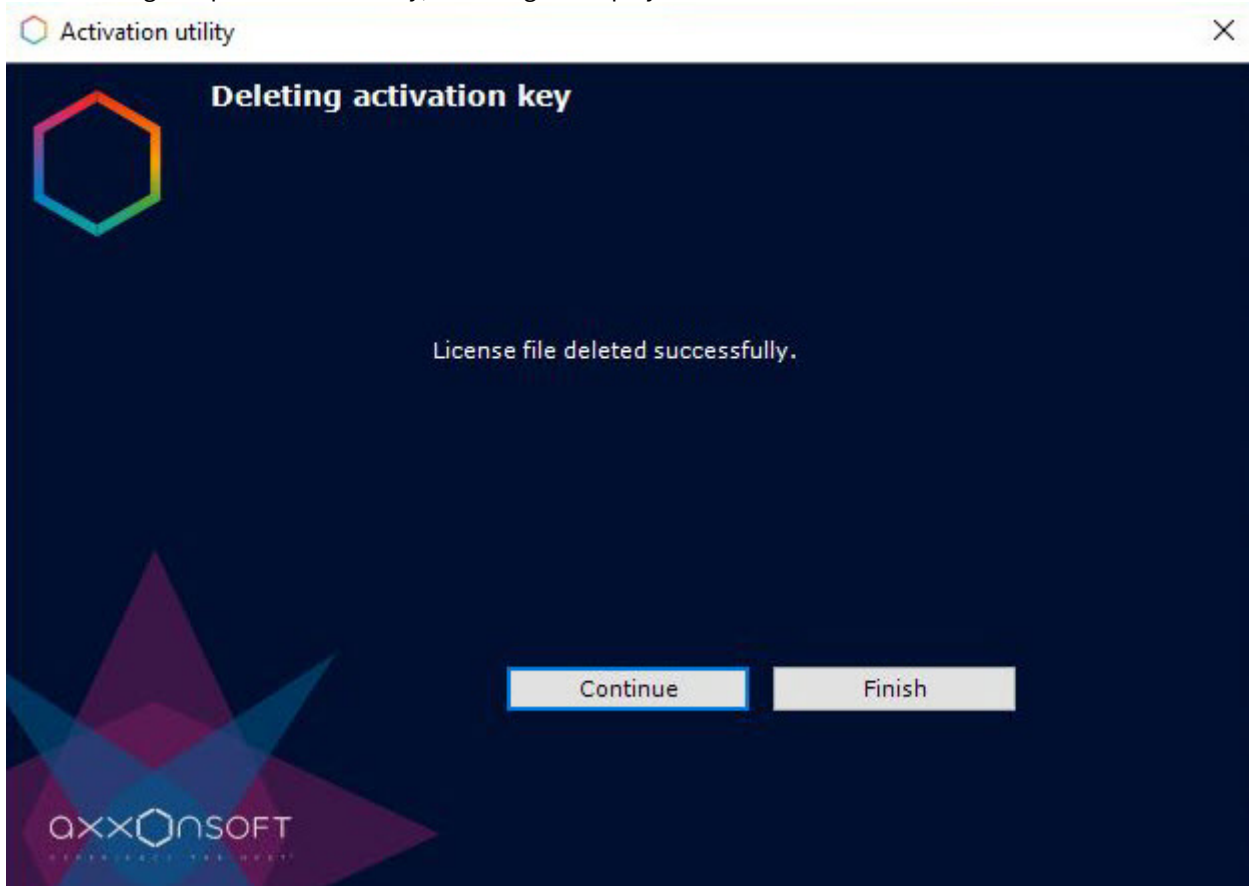 Activation utility
Deleting activation key
License file deleted successfully.
Continue
Finish
axxonsoft